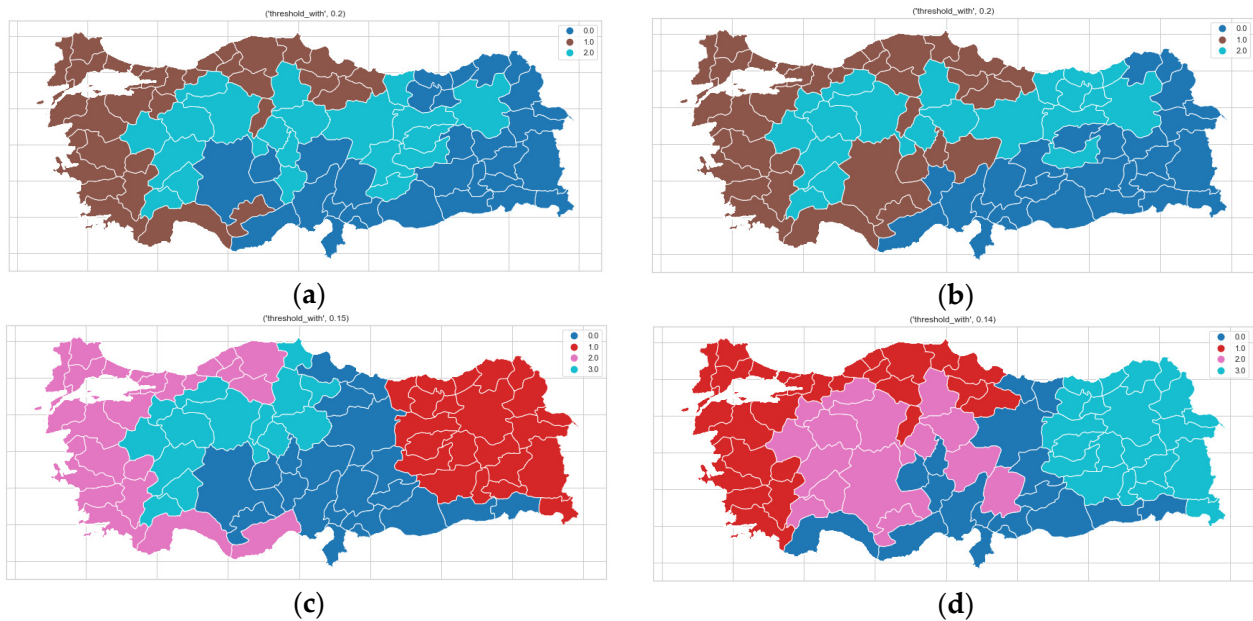 ('threshold_with', 0.2)
0.0
1.0
2.0
(a)
('threshold_with', 0.2)
0.0
1.0
2.0
(b)
('threshold_with', 0.15)
0.0
1.0
2.0
3.0
(c)
('threshold_with', 0.14)
0.0
1.0
2.0
3.0
(d)